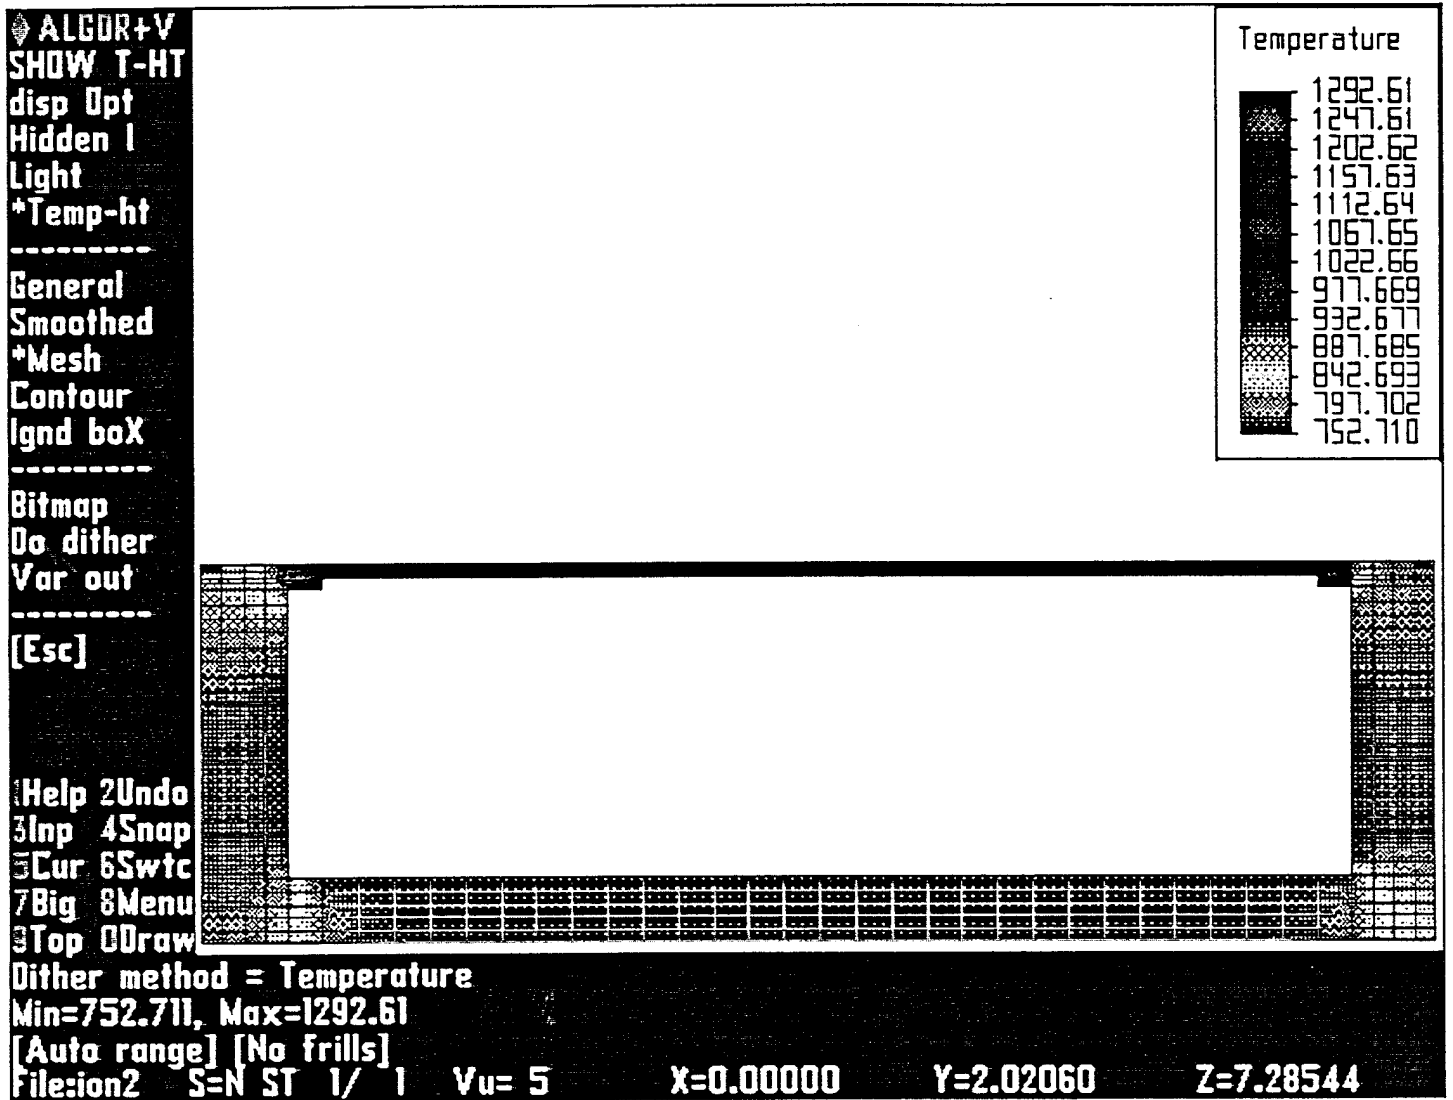 ALGOR+V
SHOW T-HT
disp Opt
Hidden l
Light
*Temp-ht
---------
General
Smoothed
*Mesh
Contour
lgnd boX
---------
Bitmap
Do dither
Var out
---------
[Esc]
1Help 2Undo
3Inp 4Snap
5Cur 6Swtc
7Big 8Menu
9Top 0Draw
Temperature
1292.61
1247.61
1202.62
1157.63
1112.64
1067.65
1022.66
977.669
932.677
887.685
842.693
797.702
752.710
Dither method = Temperature
Min=752.711, Max=1292.61
[Auto range] [No frills]
File:ion2 S=N ST 1/ 1 Vu= 5 X=0.00000 Y=2.02060 Z=7.28544